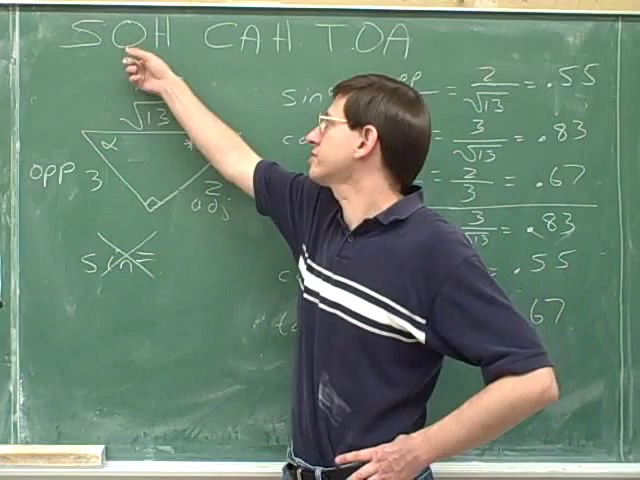 SOH CAH TOA
√13
α
opp 3
2
adj
sin =
sin
opp
= 2/√13 = .55
= 3/√13 = .83
= 2/3 = .67
3/√13 = .83
= .55
67